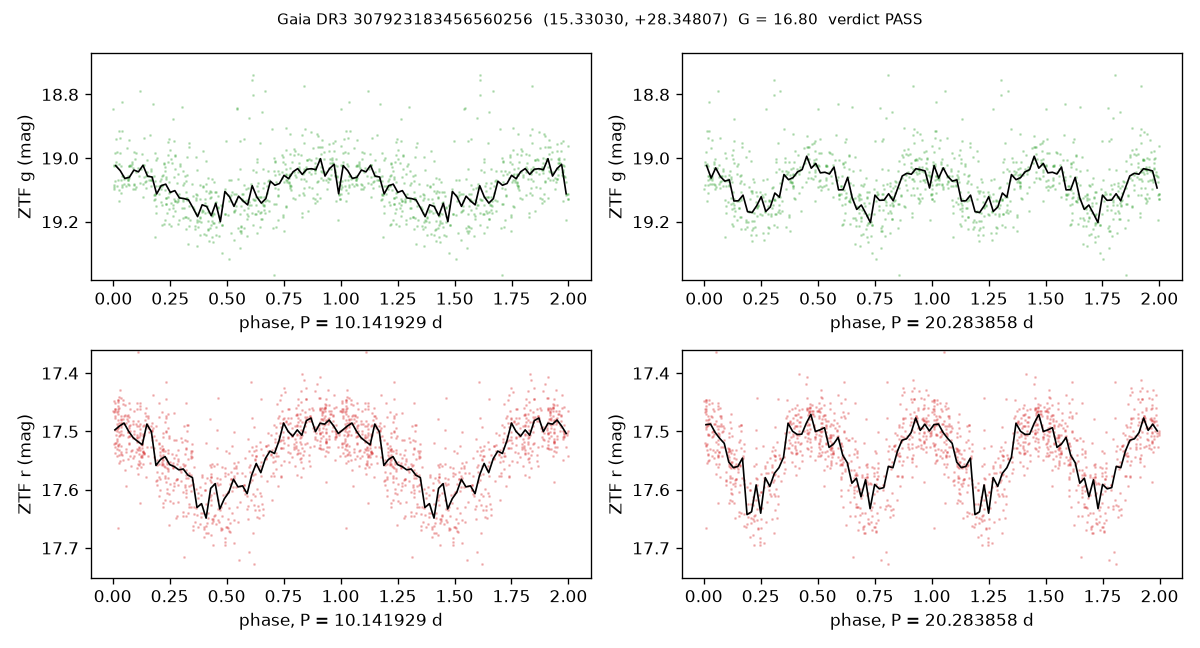 Gaia DR3 307923183456560256 (15.33030, +28.34807) G = 16.80 verdict PASS
ZTF g (mag)
18.8
19.0
19.2
0.00 0.25 0.50 0.75 1.00 1.25 1.50 1.75 2.00
phase, P = 10.141929 d
ZTF g (mag)
18.8
19.0
19.2
0.00 0.25 0.50 0.75 1.00 1.25 1.50 1.75 2.00
phase, P = 20.283858 d
ZTF r (mag)
17.4
17.5
17.6
17.7
0.00 0.25 0.50 0.75 1.00 1.25 1.50 1.75 2.00
phase, P = 10.141929 d
ZTF r (mag)
17.4
17.5
17.6
17.7
0.00 0.25 0.50 0.75 1.00 1.25 1.50 1.75 2.00
phase, P = 20.283858 d